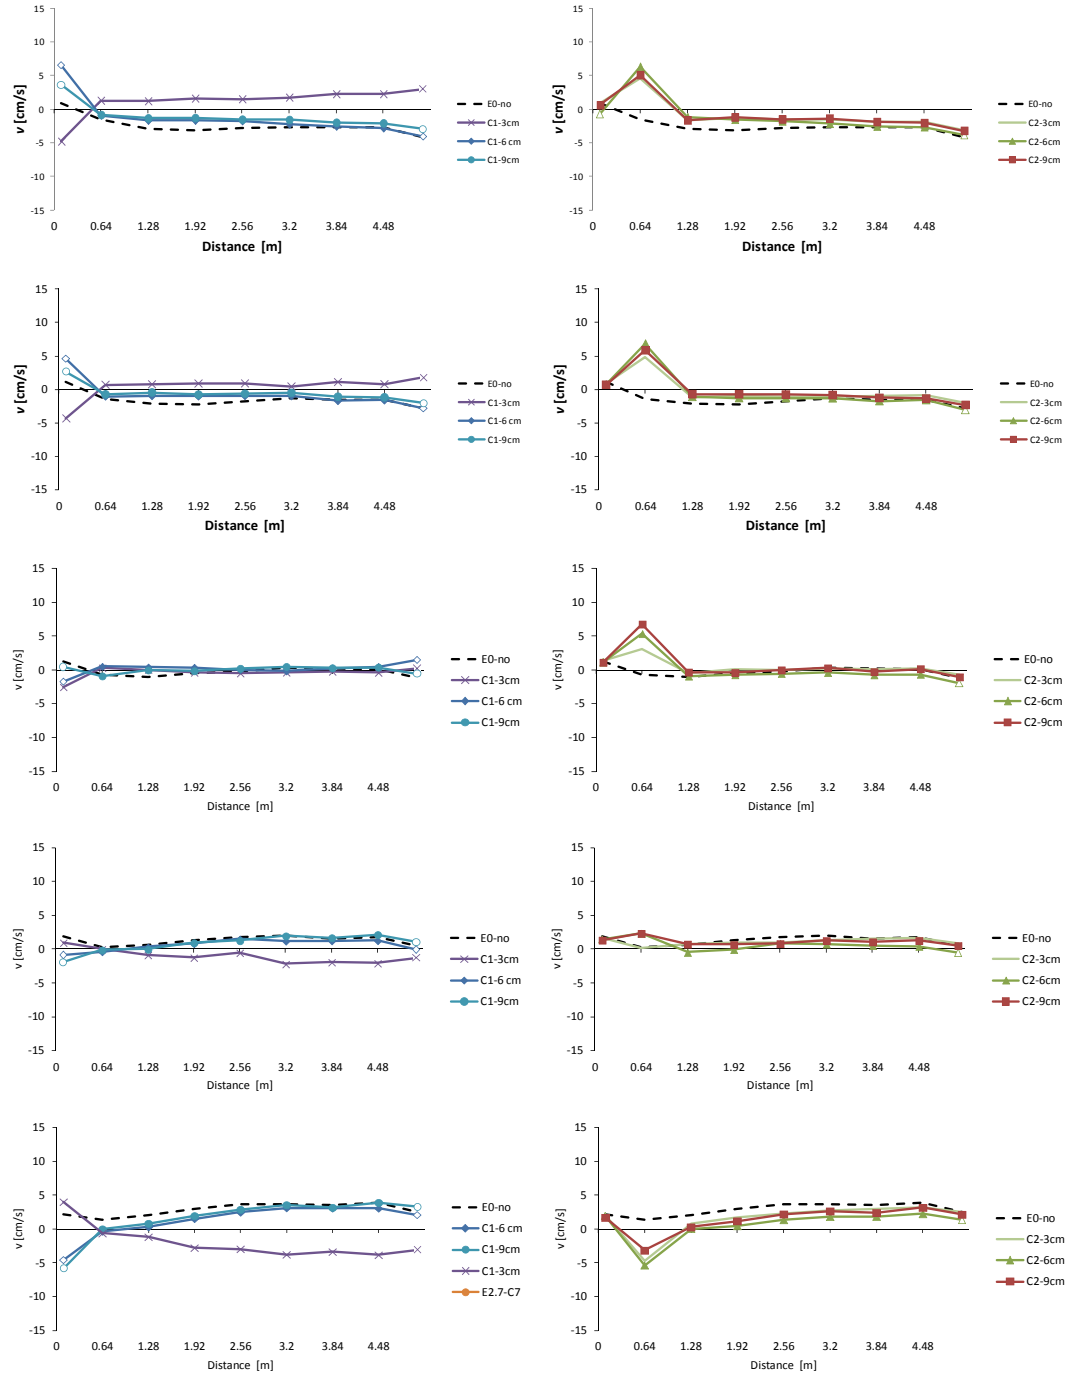 15
10
5
0
-5
-10
-15
v [cm/s]
0 0.64 1.28 1.92 2.56 3.2 3.84 4.48
Distance [m]
E0-no
C1-3cm
C1-6 cm
C1-9cm
15
10
5
0
-5
-10
-15
v [cm/s]
0 0.64 1.28 1.92 2.56 3.2 3.84 4.48
Distance [m]
E0-no
C2-3cm
C2-6cm
C2-9cm
15
10
5
0
-5
-10
-15
v [cm/s]
0 0.64 1.28 1.92 2.56 3.2 3.84 4.48
Distance [m]
E0-no
C1-3cm
C1-6 cm
C1-9cm
15
10
5
0
-5
-10
-15
v [cm/s]
0 0.64 1.28 1.92 2.56 3.2 3.84 4.48
Distance [m]
E0-no
C2-3cm
C2-6cm
C2-9cm
15
10
5
0
-5
-10
-15
v [cm/s]
0 0.64 1.28 1.92 2.56 3.2 3.84 4.48
Distance [m]
E0-no
C1-3cm
C1-6 cm
C1-9cm
15
10
5
0
-5
-10
-15
v [cm/s]
0 0.64 1.28 1.92 2.56 3.2 3.84 4.48
Distance [m]
E0-no
C2-3cm
C2-6cm
C2-9cm
15
10
5
0
-5
-10
-15
v [cm/s]
0 0.64 1.28 1.92 2.56 3.2 3.84 4.48
Distance [m]
E0-no
C1-3cm
C1-6 cm
C1-9cm
15
10
5
0
-5
-10
-15
v [cm/s]
0 0.64 1.28 1.92 2.56 3.2 3.84 4.48
Distance [m]
E0-no
C2-3cm
C2-6cm
C2-9cm
15
10
5
0
-5
-10
-15
v [cm/s]
0 0.64 1.28 1.92 2.56 3.2 3.84 4.48
Distance [m]
E0-no
C1-6 cm
C1-9cm
C1-3cm
E2.7-C7
15
10
5
0
-5
-10
-15
v [cm/s]
0 0.64 1.28 1.92 2.56 3.2 3.84 4.48
Distance [m]
E0-no
C2-3cm
C2-6cm
C2-9cm